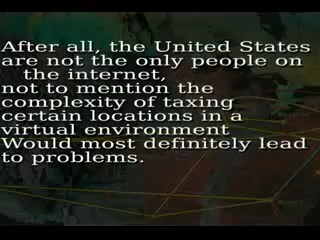 After all, the United States
are not the only people on
the internet,
not to mention the
complexity of taxing
certain locations in a
virtual environment
Would most definitely lead
to problems.